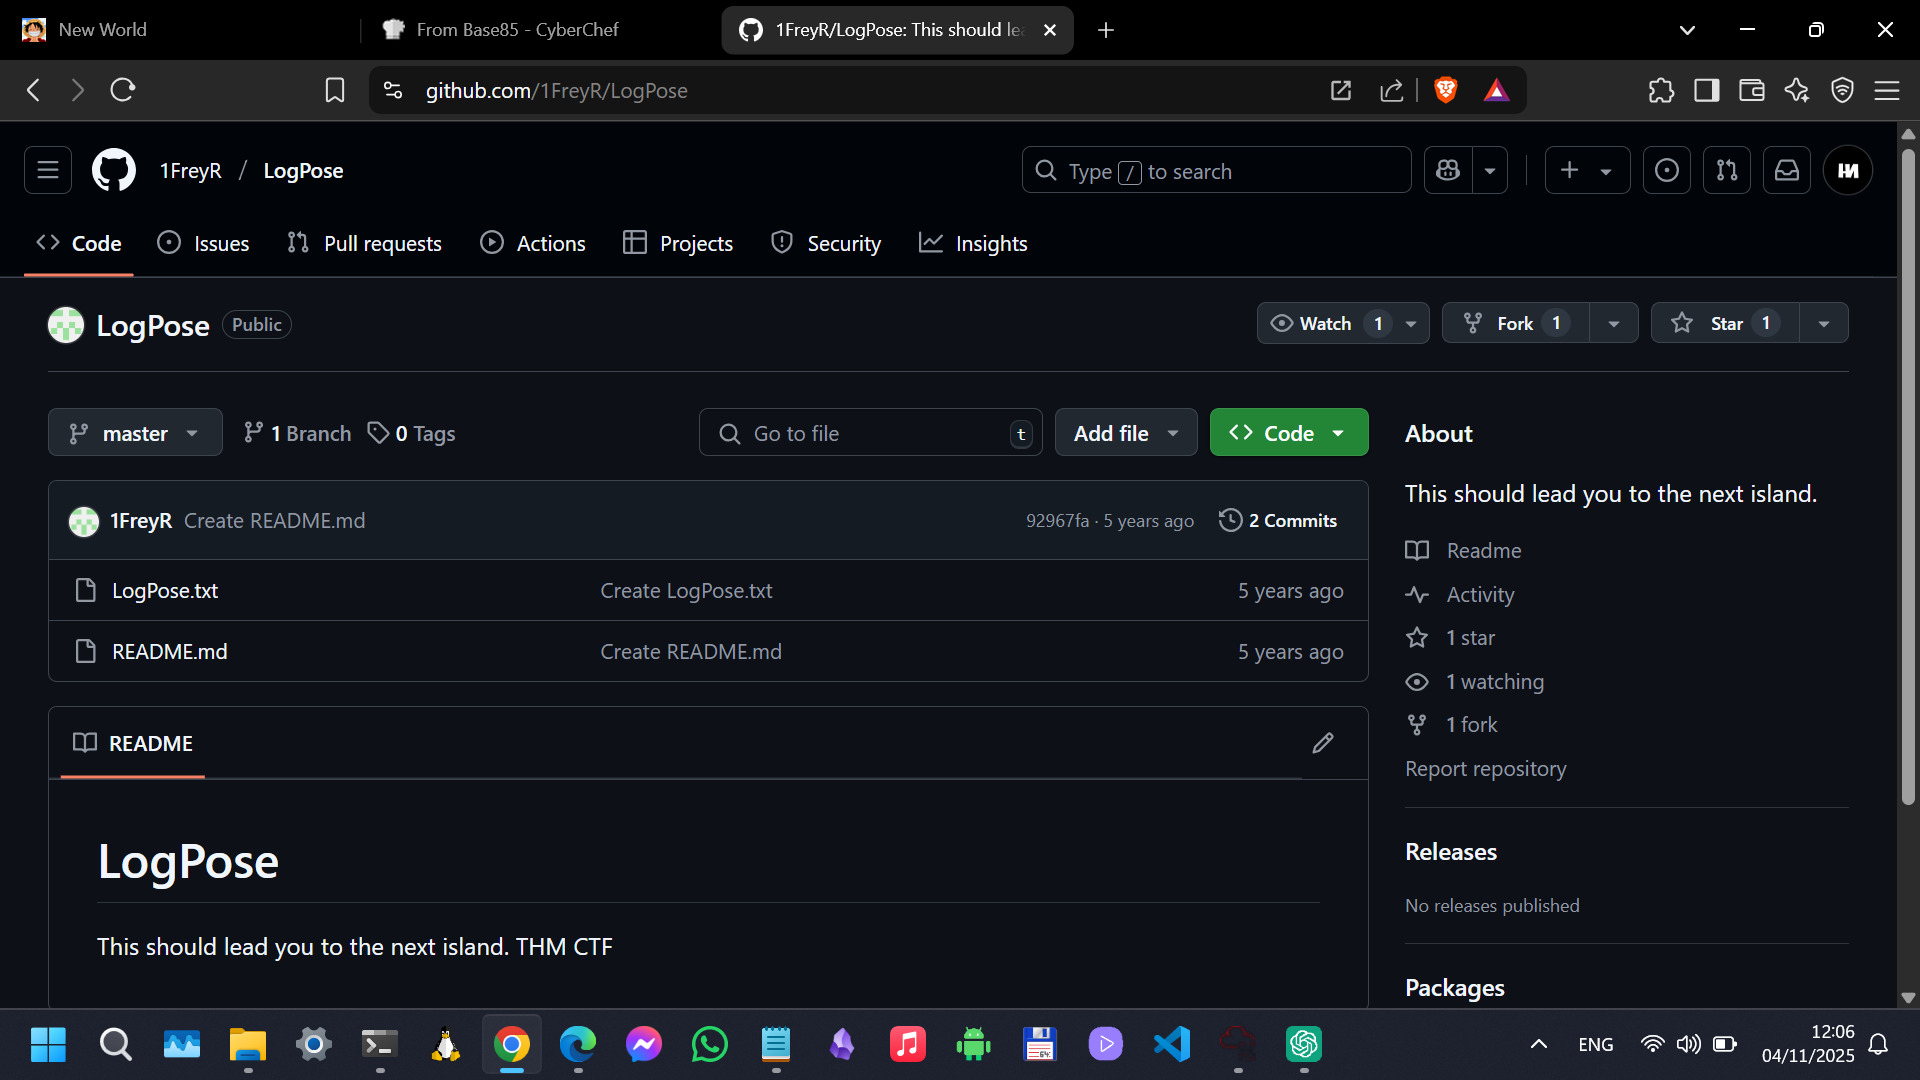 New World
From Base85 - CyberChef
1FreyR/LogPose: This should le
github.com/1FreyR/LogPose
1FreyR / LogPose
Type / to search
Code
Issues
Pull requests
Actions
Projects
Security
Insights
LogPose Public
Watch 1
Fork 1
Star 1
master
1 Branch
0 Tags
Go to file t
Add file
Code
1FreyR Create README.md 92967fa · 5 years ago 2 Commits
LogPose.txt Create LogPose.txt 5 years ago
README.md Create README.md 5 years ago
README
LogPose
This should lead you to the next island. THM CTF
About
This should lead you to the next island.
Readme
Activity
1 star
1 watching
1 fork
Report repository
Releases
No releases published
Packages
64
ENG
12:06
04/11/2025